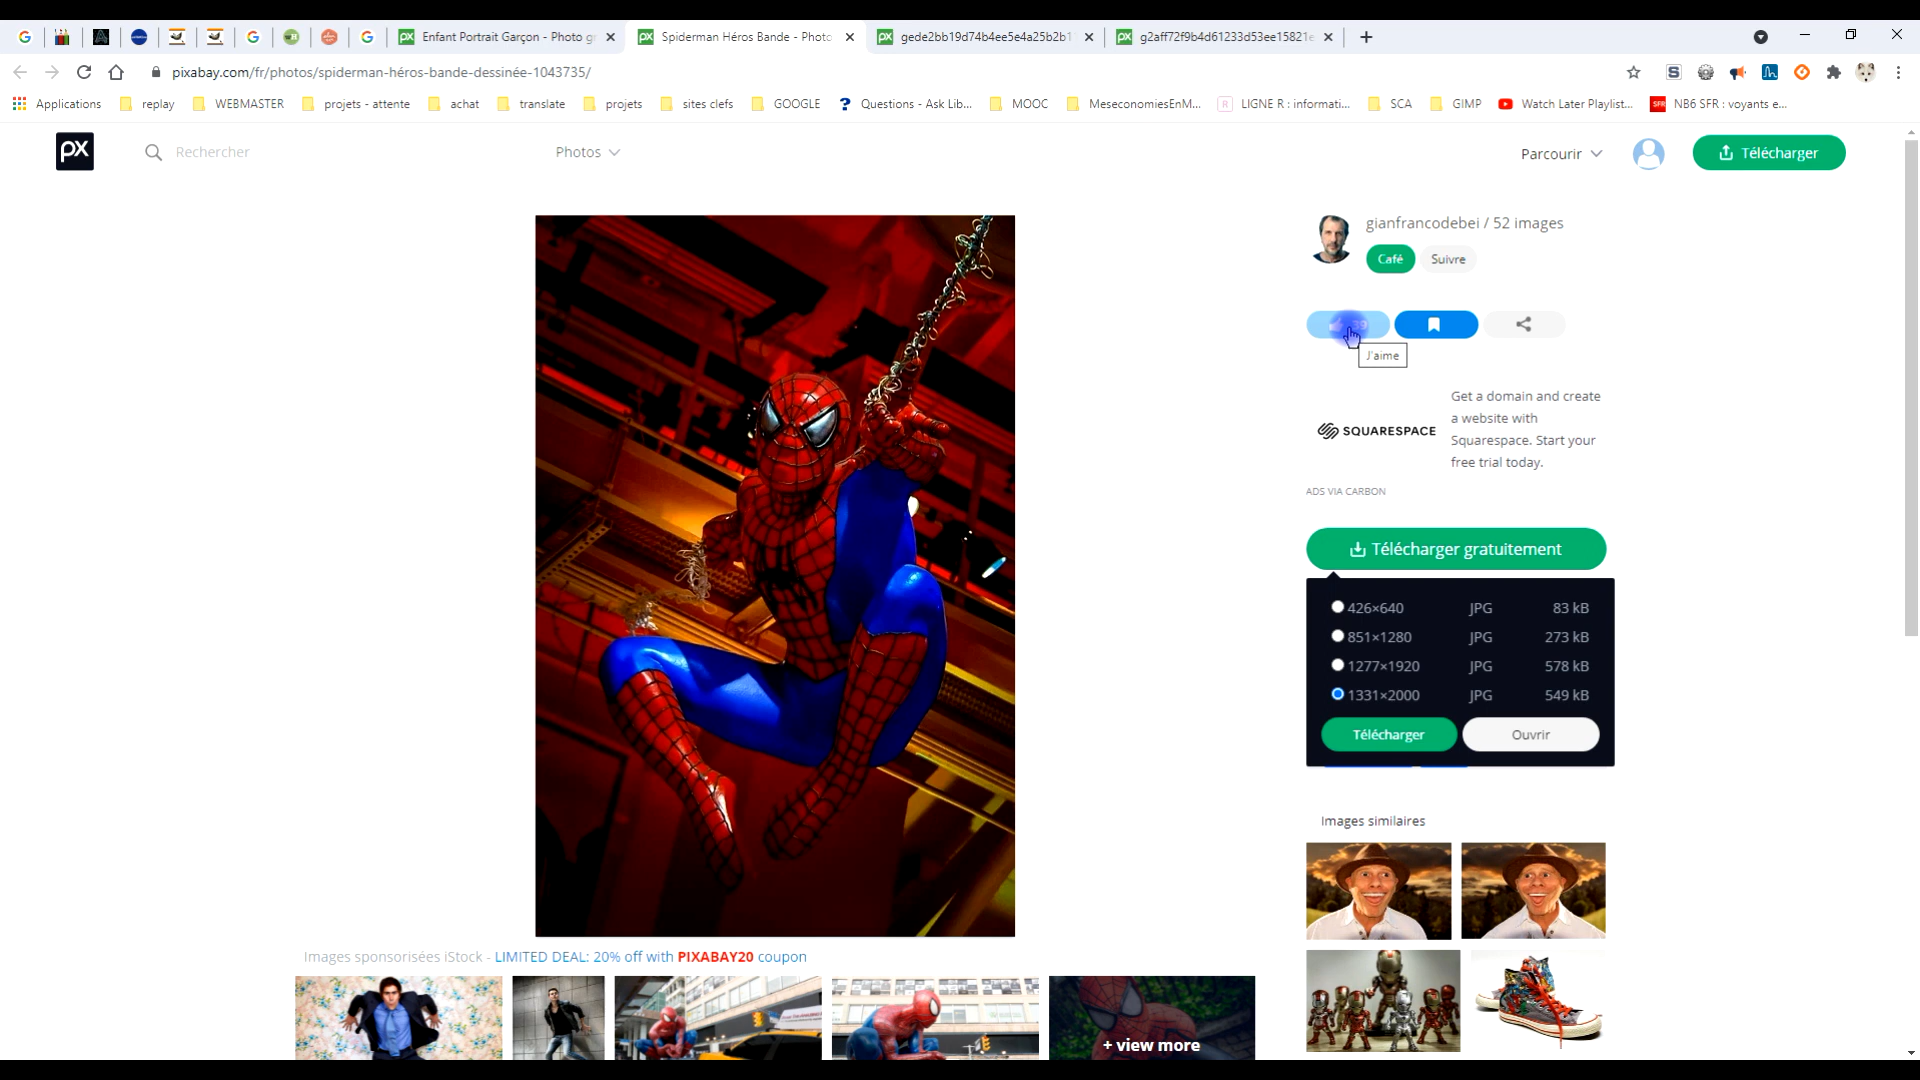 Enfant Portrait Garçon - Photo gr
Spiderman Héros Bande - Photo
gede2bb19d74b4ee5e4a25b2b1
g2aff72f9b4d61233d53ee15821e
pixabay.com/fr/photos/spiderman-héros-bande-dessinée-1043735/
Applications
replay
WEBMASTER
projets - attente
achat
translate
projets
sites clefs
GOOGLE
Questions - Ask Lib...
MOOC
MeseconomiesEnM...
LIGNE R : informati...
SCA
GIMP
Watch Later Playlist...
NB6 SFR : voyants e...
px
Rechercher
Photos
Parcourir
Télécharger
gianfrancodebei / 52 images
Café
Suivre
J'aime
SQUARESPACE
Get a domain and create
a website with
Squarespace. Start your
free trial today.
ADS VIA CARBON
Télécharger gratuitement
426×640 JPG 83 kB
851×1280 JPG 273 kB
1277×1920 JPG 578 kB
1331×2000 JPG 549 kB
Télécharger
Ouvrir
Images similaires
Images sponsorisées iStock - LIMITED DEAL: 20% off with PIXABAY20 coupon
+ view more